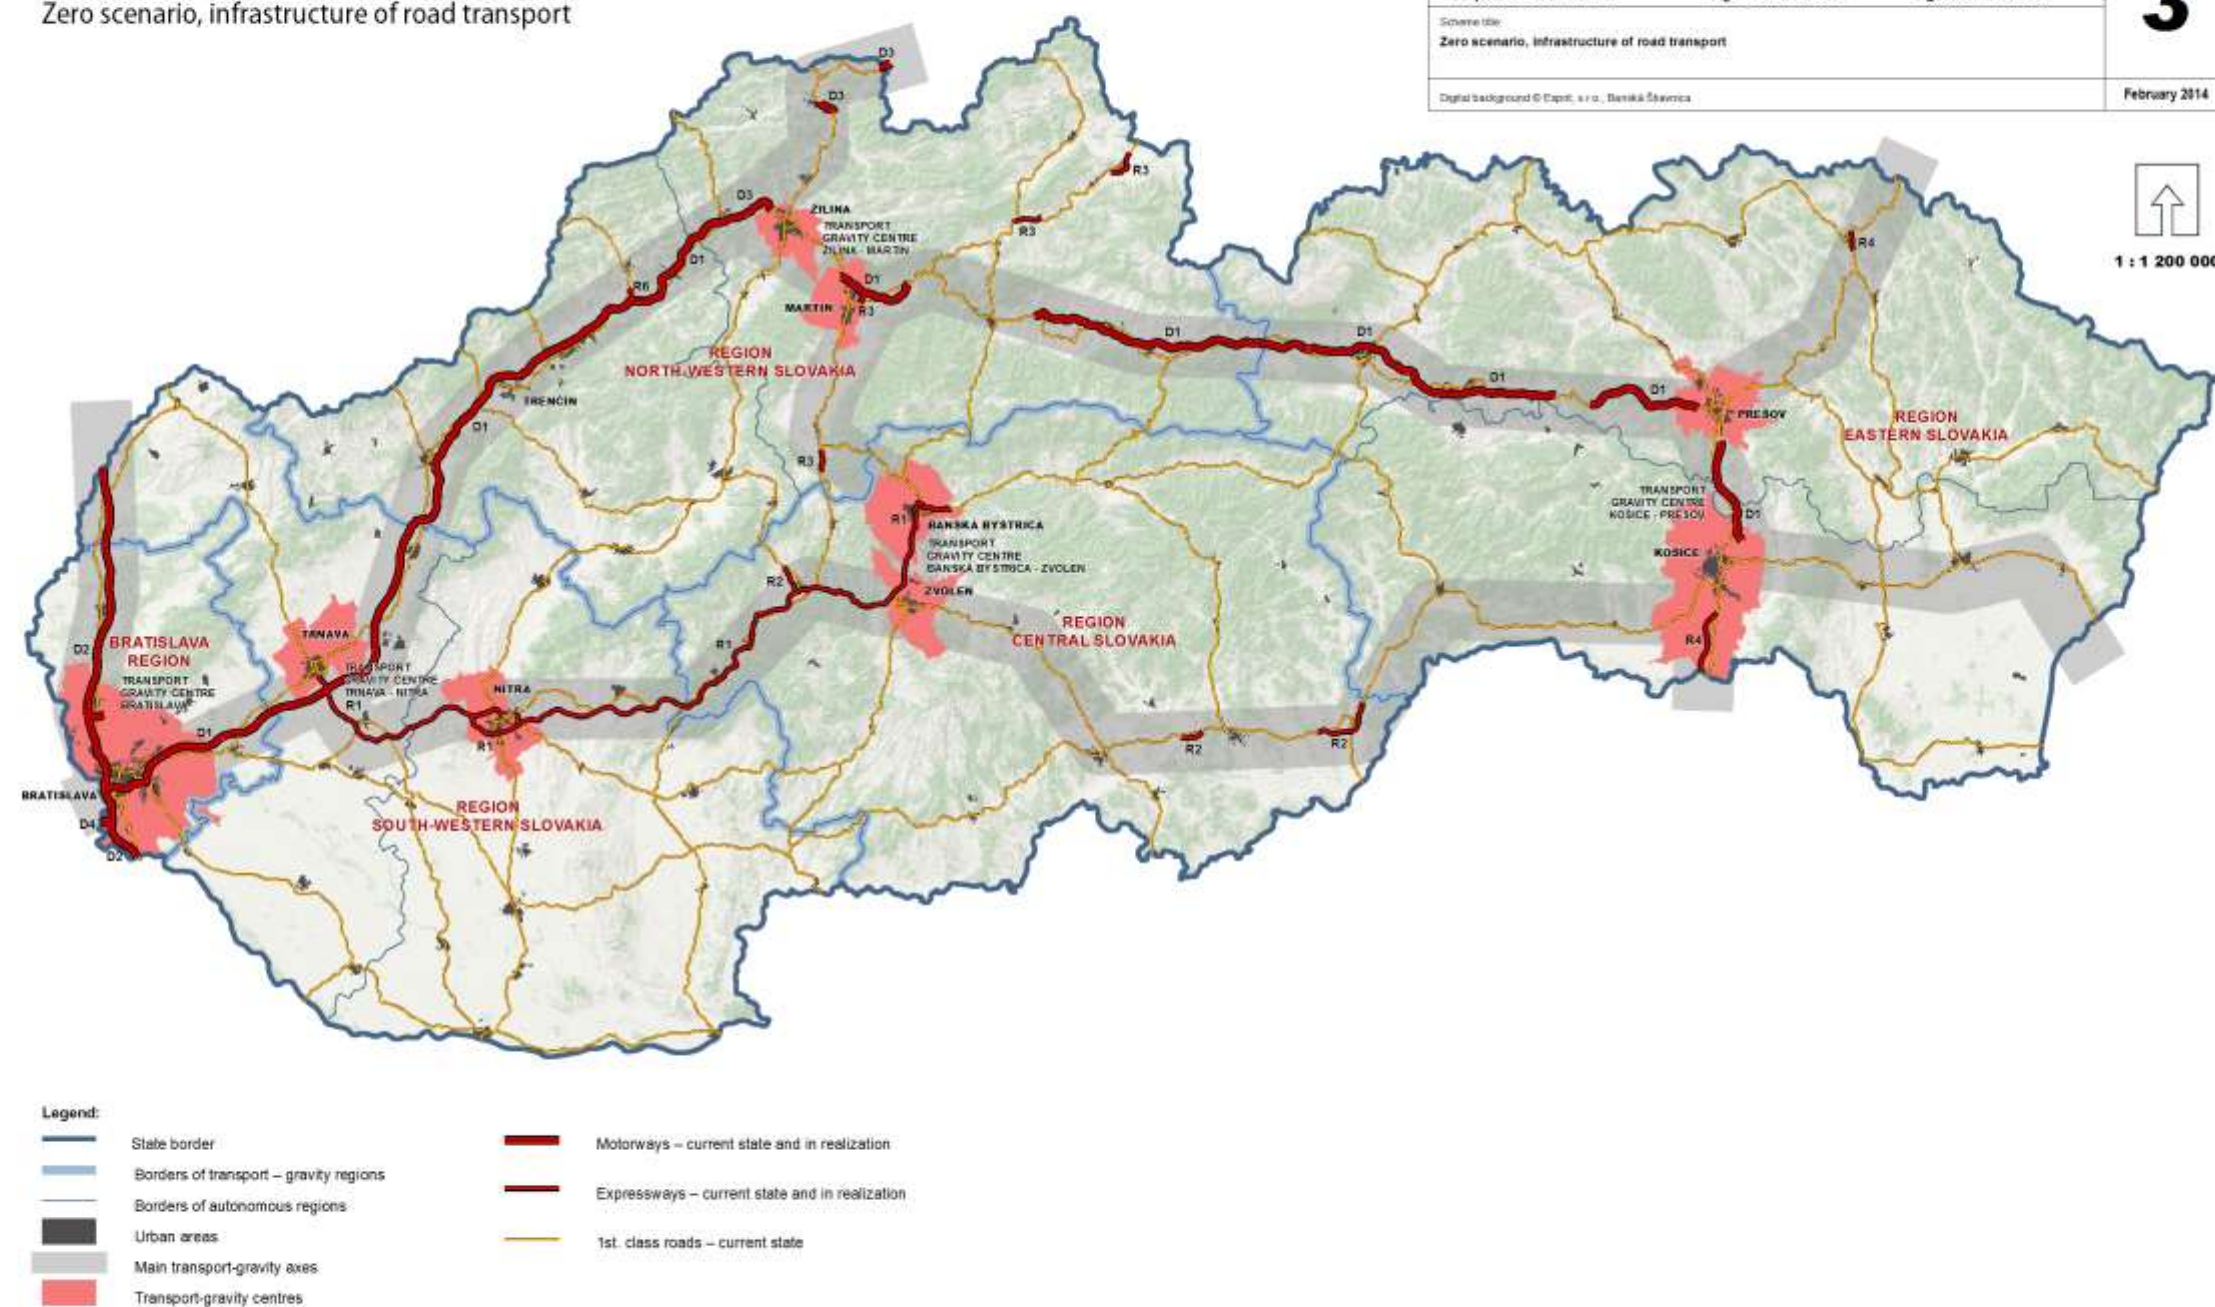 Zero scenario, infrastructure of road transport
3
Scheme title
Zero scenario, infrastructure of road transport
Digital background © Esprit, s.r.o., Banská Štiavnica
February 2014
1 : 1 200 000
D3
D3
D3
ŽILINA
TRANSPORT
GRAVITY CENTRE
ŽILINA - MARTIN
R3
R3
R4
D1
R6
D1
MARTIN
R3
D1
D1
REGION
NORTH-WESTERN SLOVAKIA
TRENČÍN
D1
D1
D1
PREŠOV
REGION
EASTERN SLOVAKIA
R3
TRANSPORT
GRAVITY CENTRE
KOŠICE - PREŠOV
D1
R1
BANSKÁ BYSTRICA
TRANSPORT
GRAVITY CENTRE
BANSKÁ BYSTRICA - ZVOLEN
KOŠICE
R2
ZVOLEN
REGION
CENTRAL SLOVAKIA
TRNAVA
R1
R4
D2
BRATISLAVA
REGION
TRANSPORT
GRAVITY CENTRE
BRATISLAVA
TRANSPORT
GRAVITY CENTRE
TRNAVA - NITRA
NITRA
R1
D1
R1
R2
R2
BRATISLAVA
REGION
SOUTH-WESTERN SLOVAKIA
D4
D2
Legend:
State border
Borders of transport – gravity regions
Borders of autonomous regions
Urban areas
Main transport-gravity axes
Transport-gravity centres
Motorways – current state and in realization
Expressways – current state and in realization
1st. class roads – current state